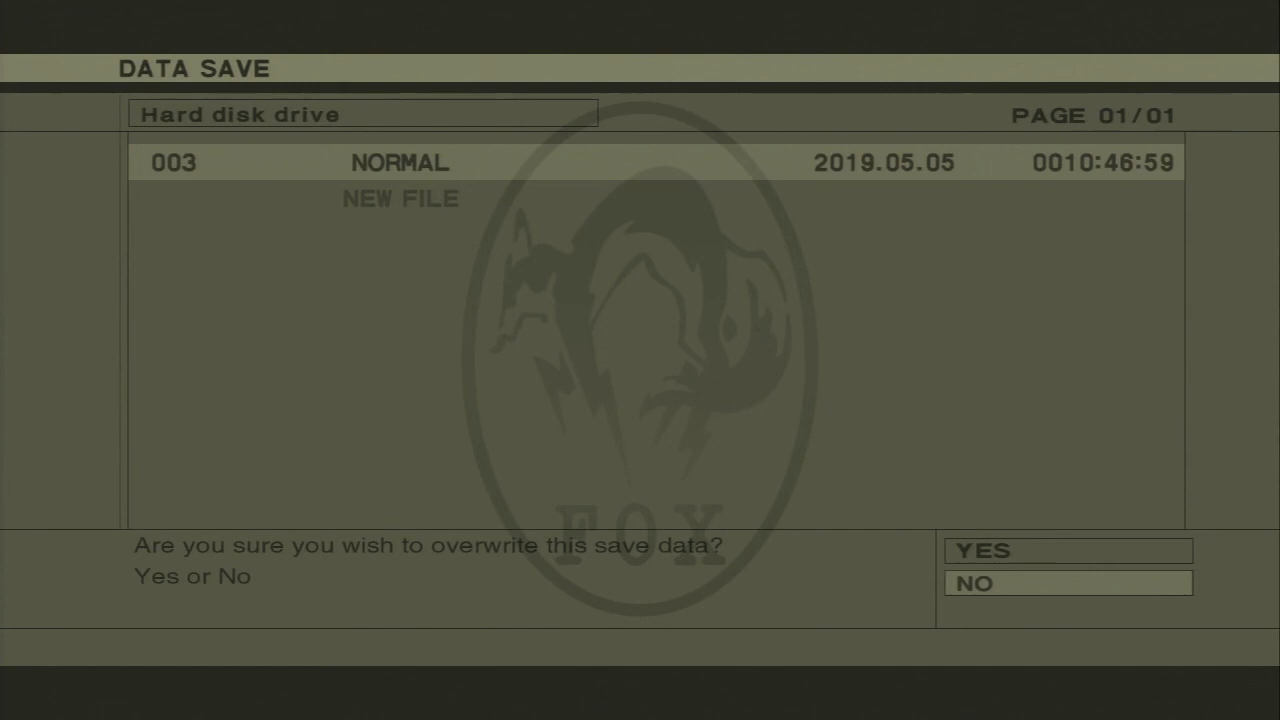 DATA SAVE
Hard disk drive PAGE 01/01
003 NORMAL 2019.05.05 0010:46:59
NEW FILE
FOX
Are you sure you wish to overwrite this save data?
Yes or No
YES
NO